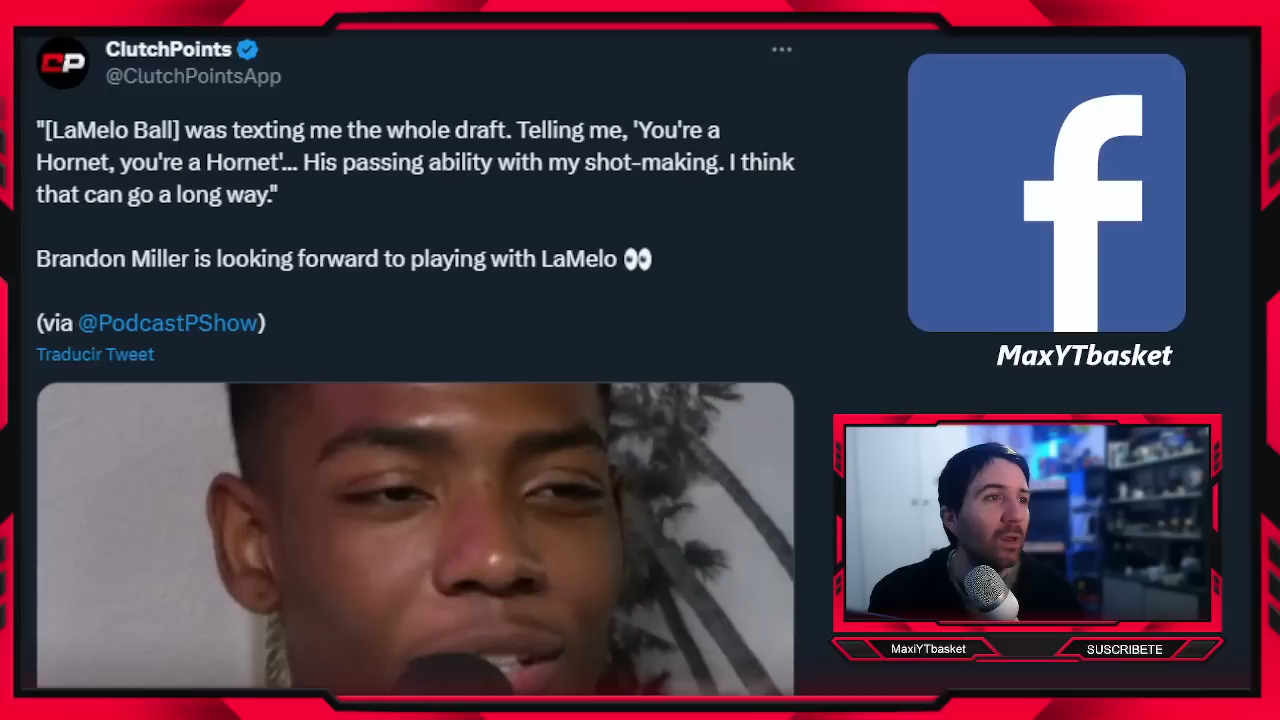 CP
ClutchPoints
@ClutchPointsApp
"[LaMelo Ball] was texting me the whole draft. Telling me, 'You're a
Hornet, you're a Hornet'... His passing ability with my shot-making. I think
that can go a long way."
Brandon Miller is looking forward to playing with LaMelo 👀
(via @PodcastPShow)
Traducir Tweet
f
MaxYTbasket
MaxiYTbasket
SUSCRIBETE